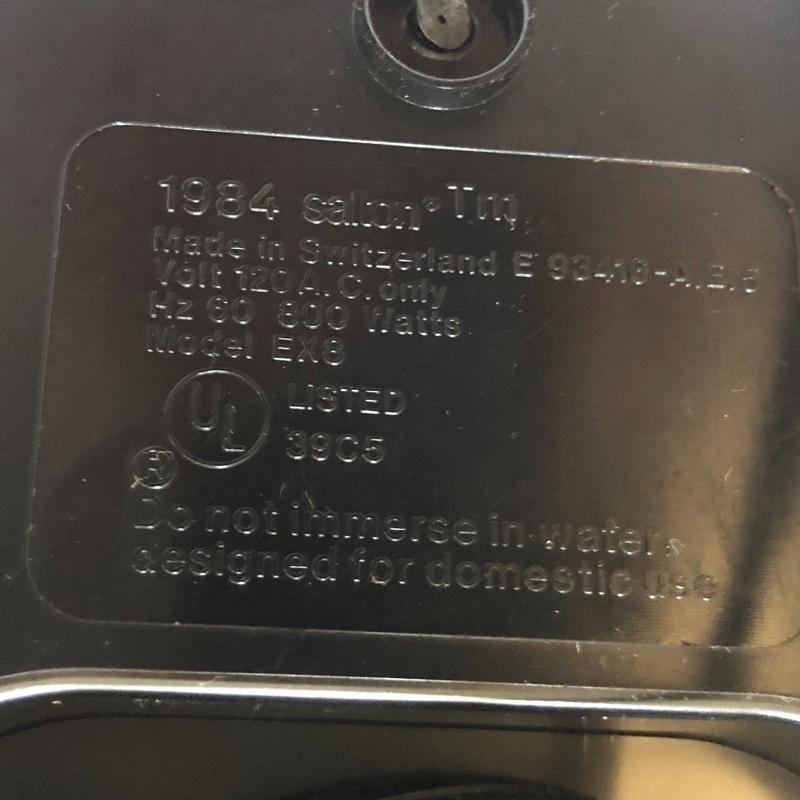 1984 salton® Tm
Made in Switzerland E 93416-A.E.5
Volt 120 A.C. only
Hz 60 800 Watts
Model EX8
UL LISTED
39C5
®
Do not immerse in water,
designed for domestic use